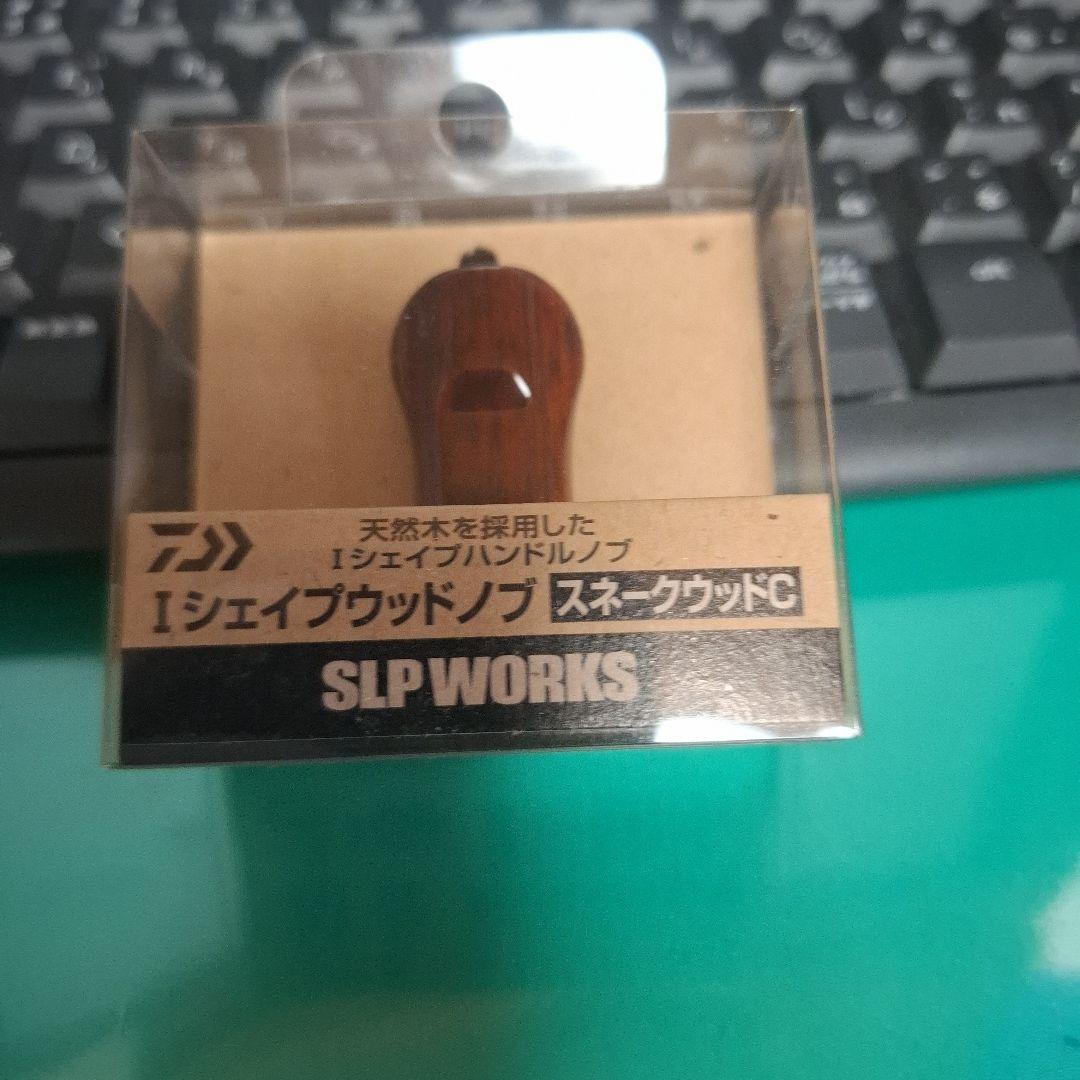 天然木を採用した
Iシェイプハンドルノブ
Iシェイプウッドノブ スネークウッドC
SLP WORKS